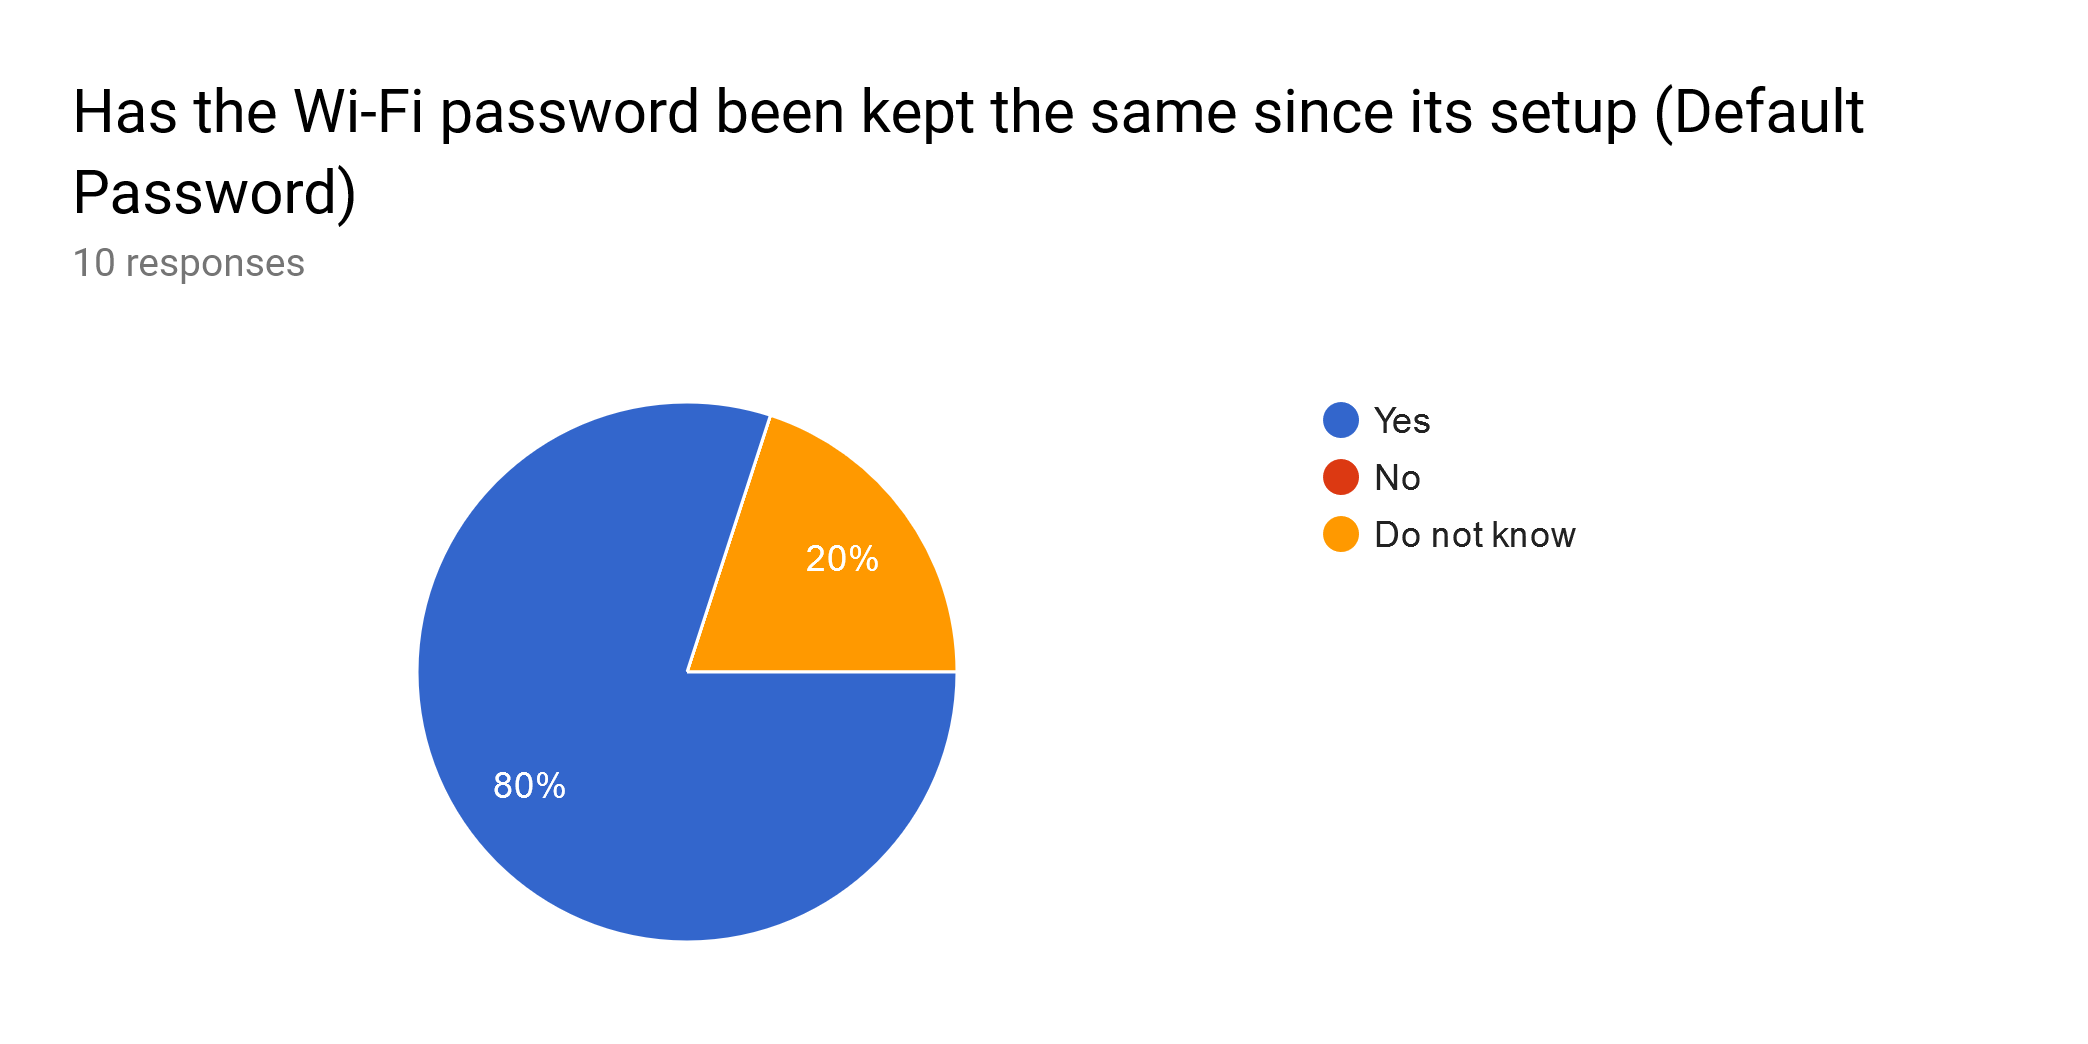 Has the Wi-Fi password been kept the same since its setup (Default
Password)
10 responses
Yes
No
Do not know
20%
80%